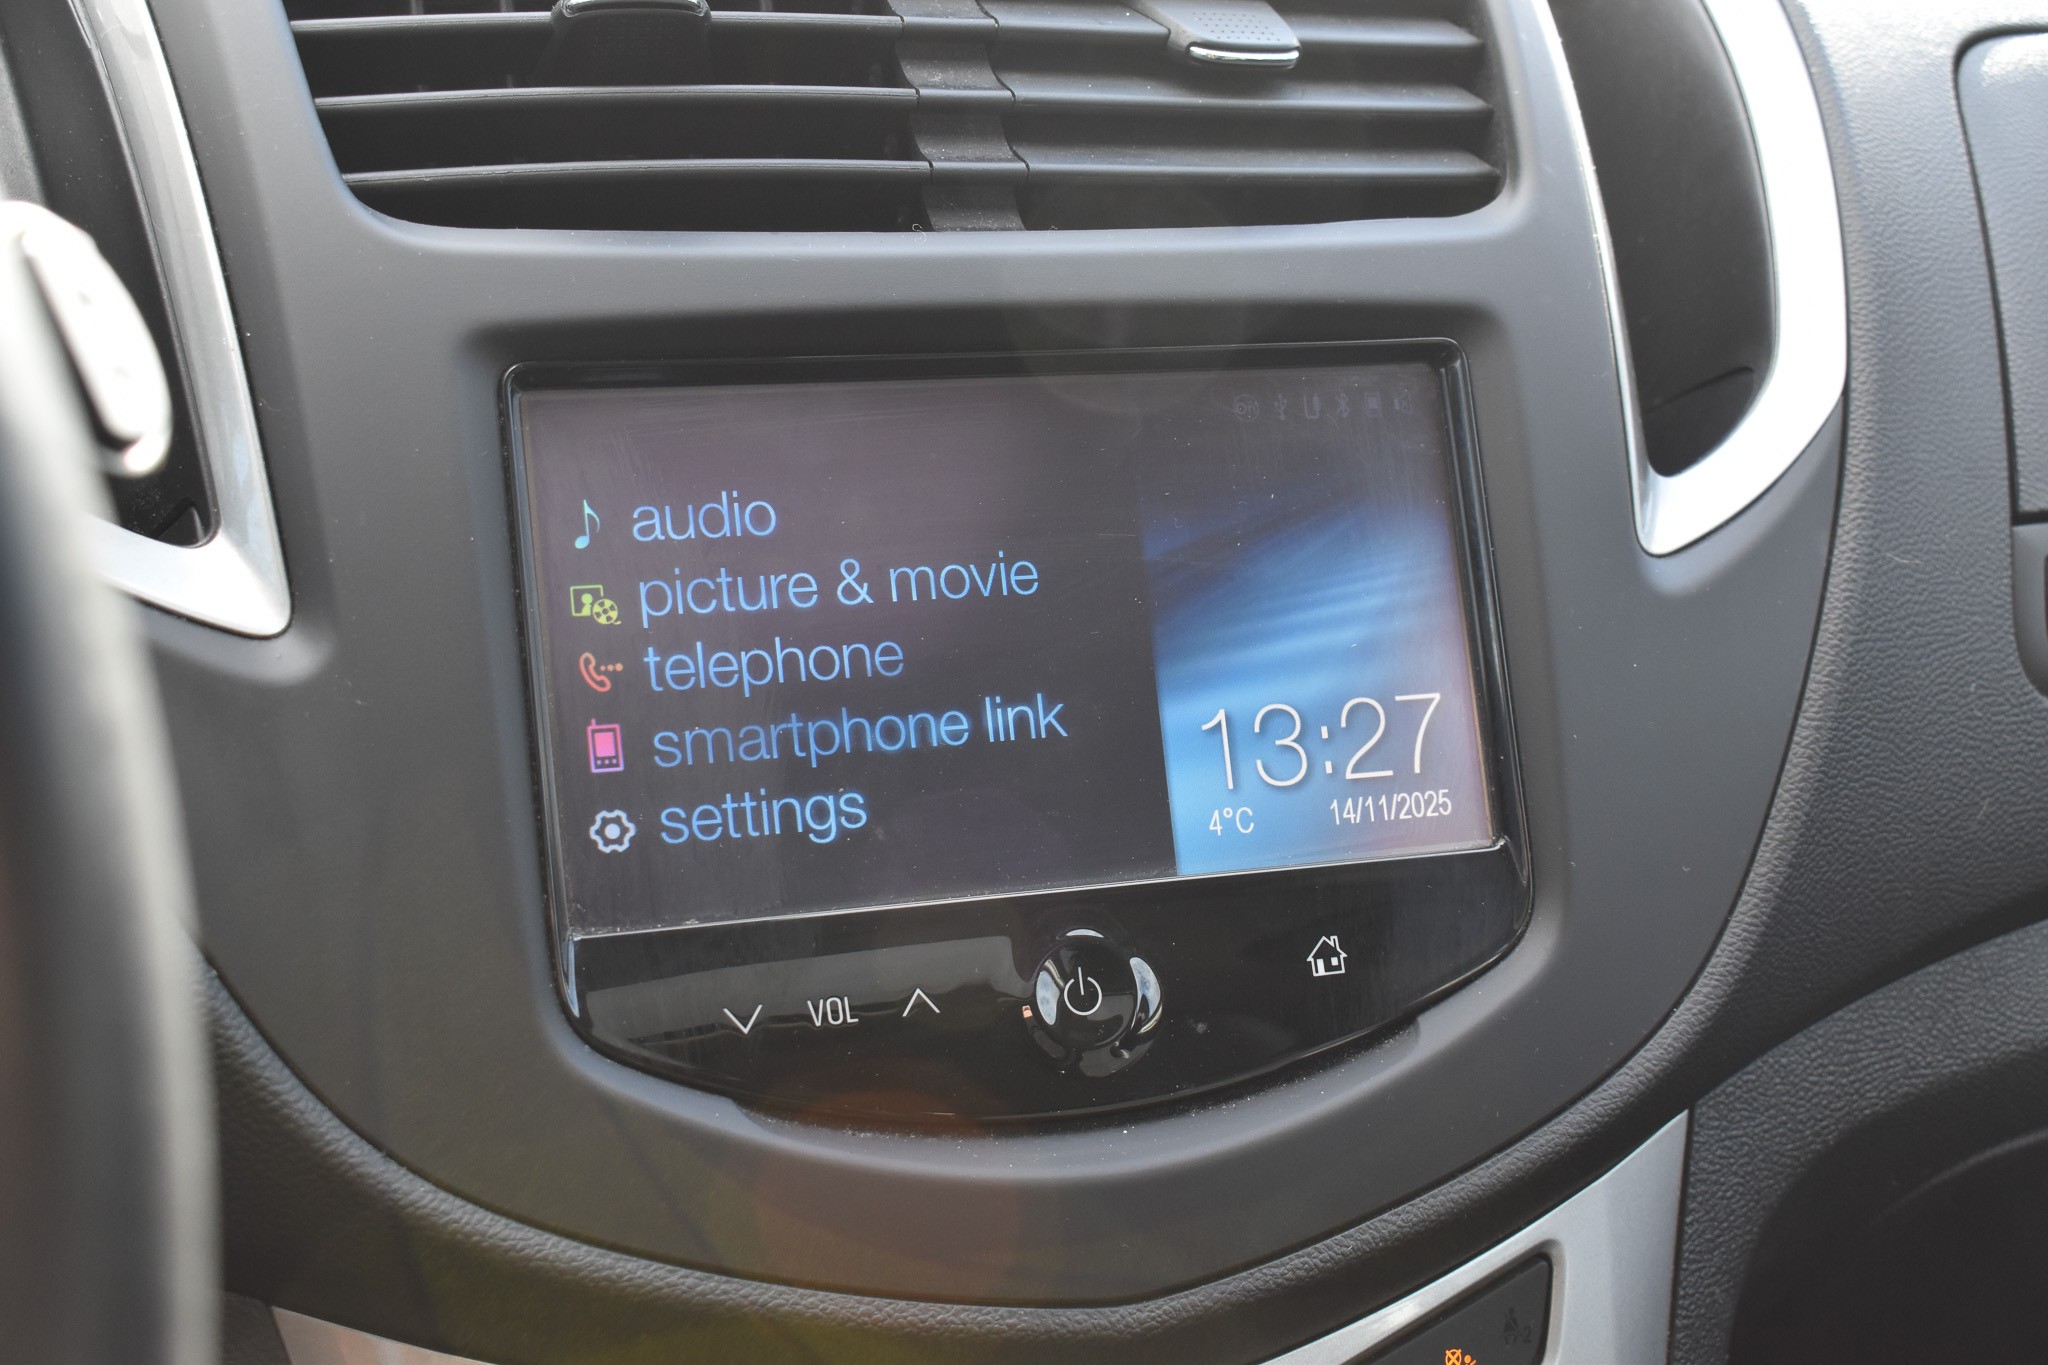 audio
picture & movie
telephone
smartphone link
settings
13:27
4°C 14/11/2025
VOL